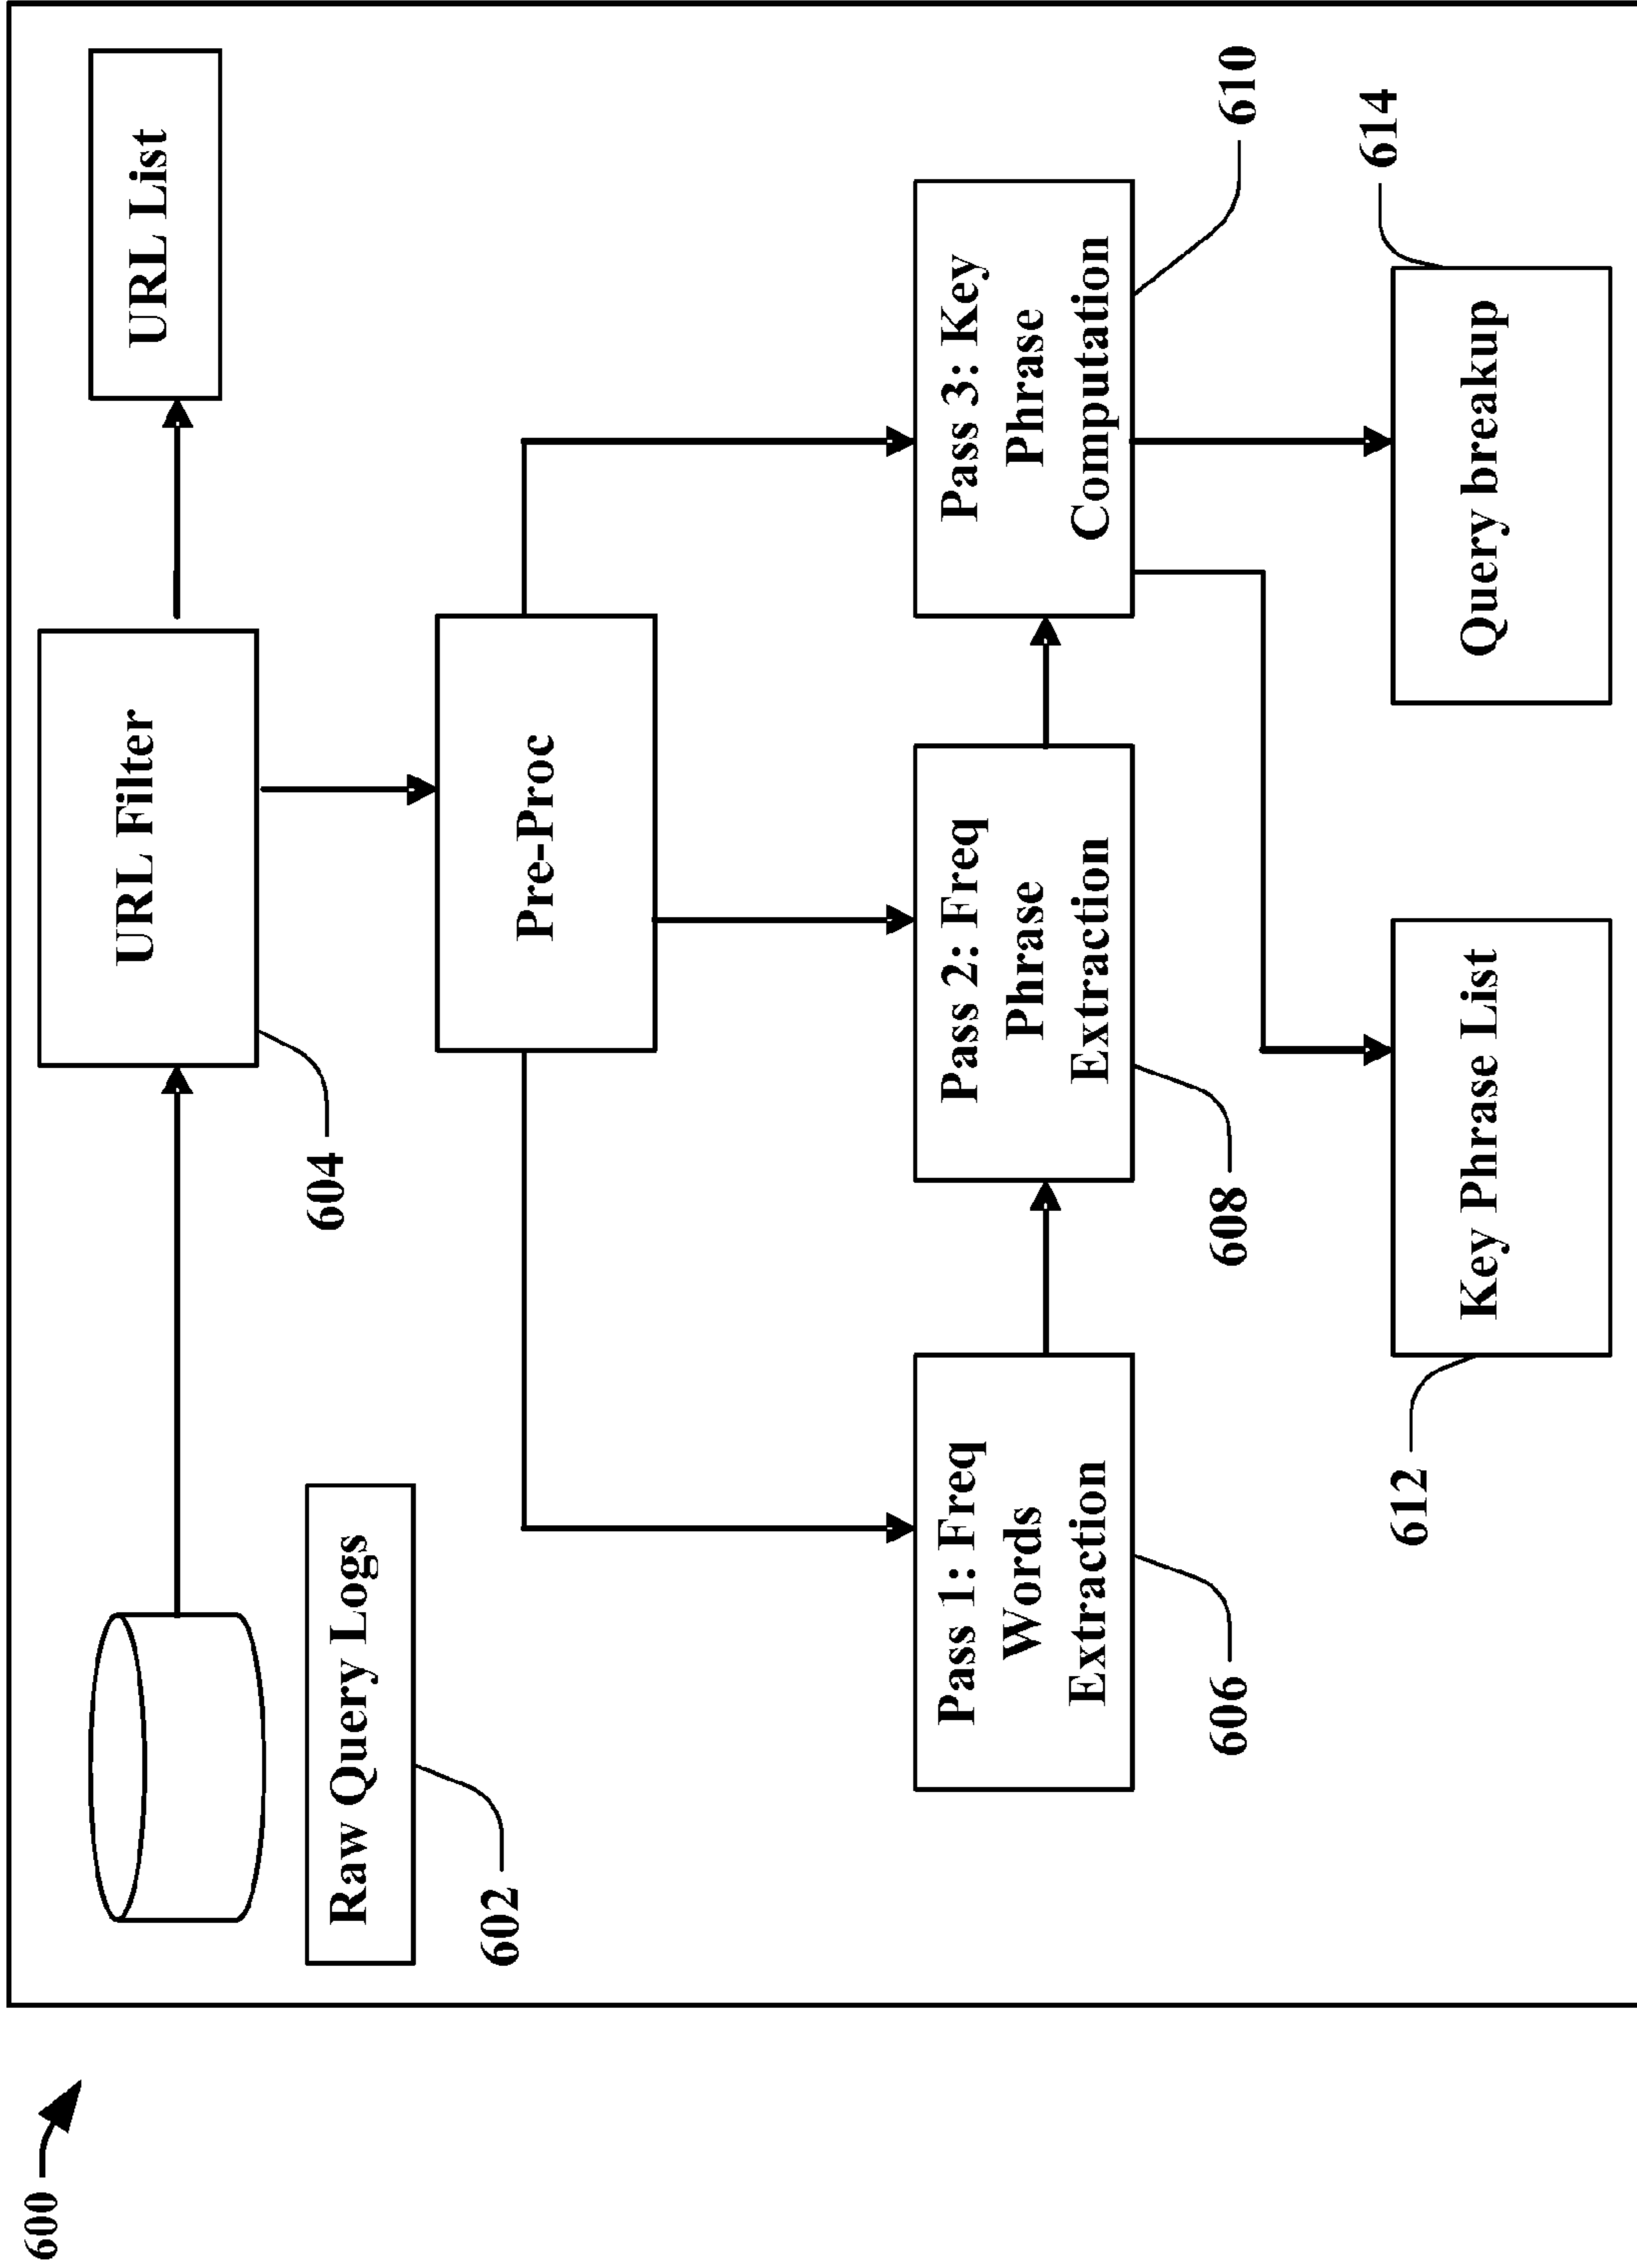 600
URL Filter
URL List
604
Raw Query Logs
602
Pre-Proc
Pass 1: Freq
Words
Extraction
606
Pass 2: Freq
Phrase
Extraction
608
Pass 3: Key
Phrase
Computation
610
Key Phrase List
612
Query breakup
614